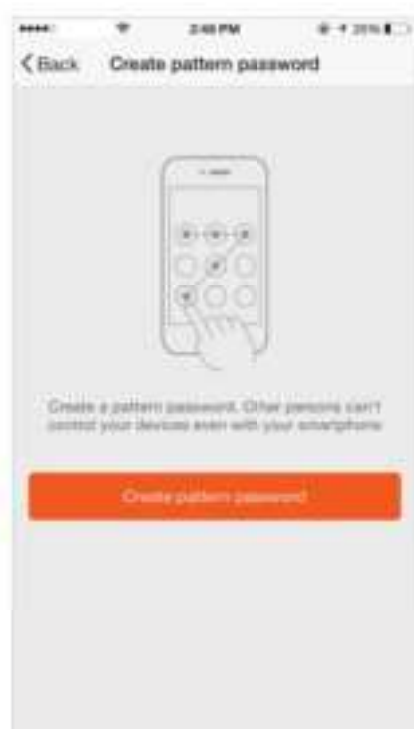 2:48 PM
Back
Create pattern password
Create a pattern password. Other persons can't
control your devices even with your smartphone
Create pattern password